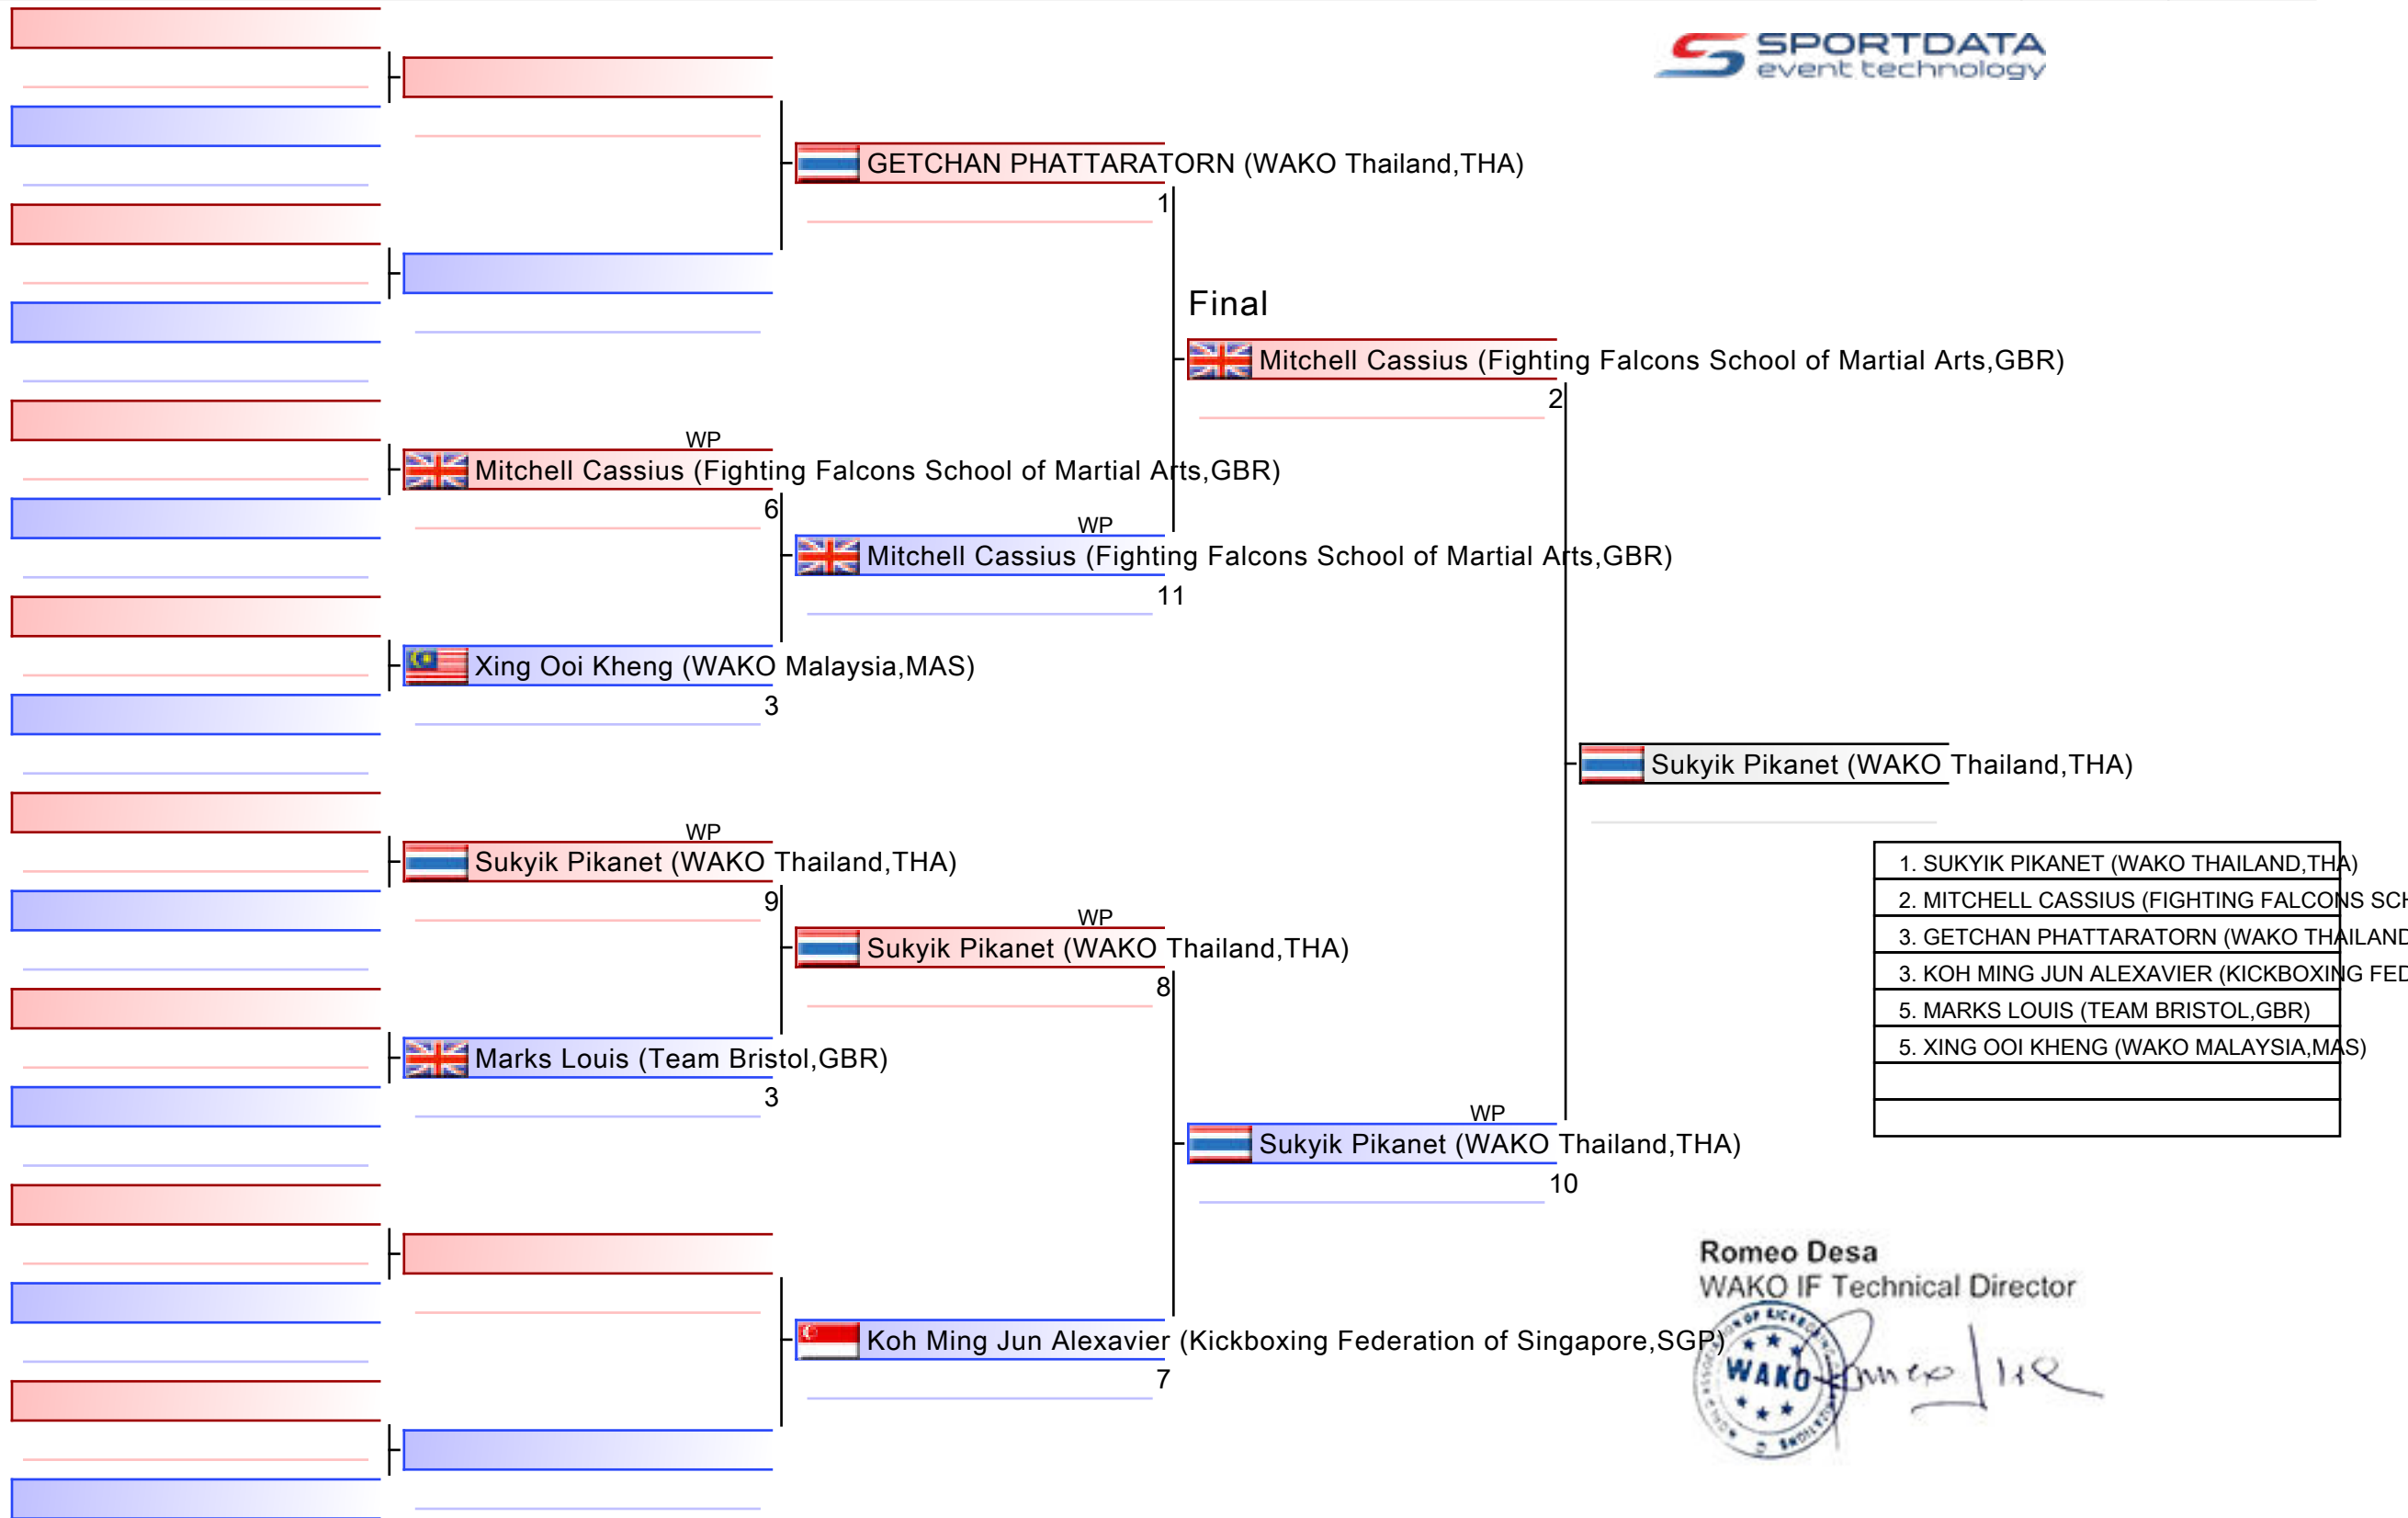 SPORTDATA
event technology
GETCHAN PHATTARATORN (WAKO Thailand,THA)
1
Final
Mitchell Cassius (Fighting Falcons School of Martial Arts,GBR)
2
WP
Mitchell Cassius (Fighting Falcons School of Martial Arts,GBR)
6
WP
Mitchell Cassius (Fighting Falcons School of Martial Arts,GBR)
11
Xing Ooi Kheng (WAKO Malaysia,MAS)
3
Sukyik Pikanet (WAKO Thailand,THA)
WP
Sukyik Pikanet (WAKO Thailand,THA)
9
WP
Sukyik Pikanet (WAKO Thailand,THA)
8
Marks Louis (Team Bristol,GBR)
3
WP
Sukyik Pikanet (WAKO Thailand,THA)
10
Koh Ming Jun Alexavier (Kickboxing Federation of Singapore,SGP)
7
1. SUKYIK PIKANET (WAKO THAILAND,THA)
2. MITCHELL CASSIUS (FIGHTING FALCONS SCH
3. GETCHAN PHATTARATORN (WAKO THAILAND
3. KOH MING JUN ALEXAVIER (KICKBOXING FED
5. MARKS LOUIS (TEAM BRISTOL,GBR)
5. XING OOI KHENG (WAKO MALAYSIA,MAS)
Romeo Desa
WAKO IF Technical Director
WAKO